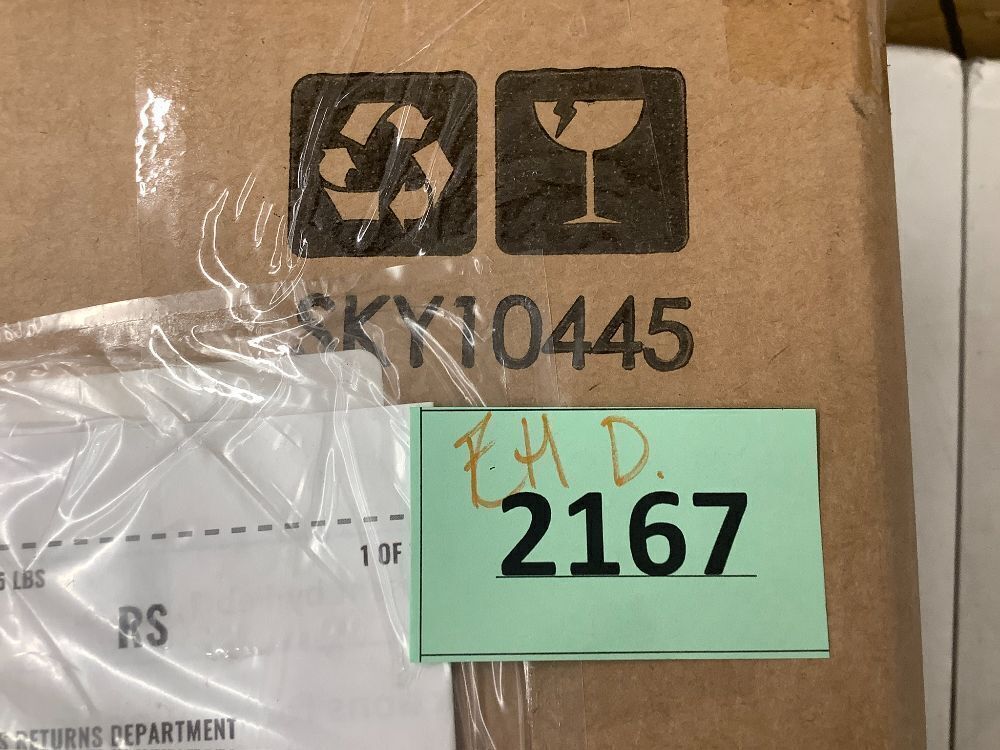 SKY10445
EH D.
2167
1 OF
LBS
RS
RETURNS DEPARTMENT